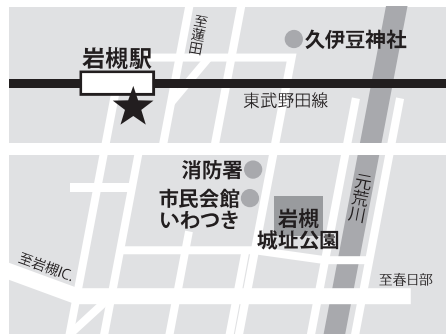 至蓮田
久伊豆神社
岩槻駅
東武野田線
消防署
市民会館
いわつき
元荒川
岩槻
城址公園
至岩槻IC.
至春日部